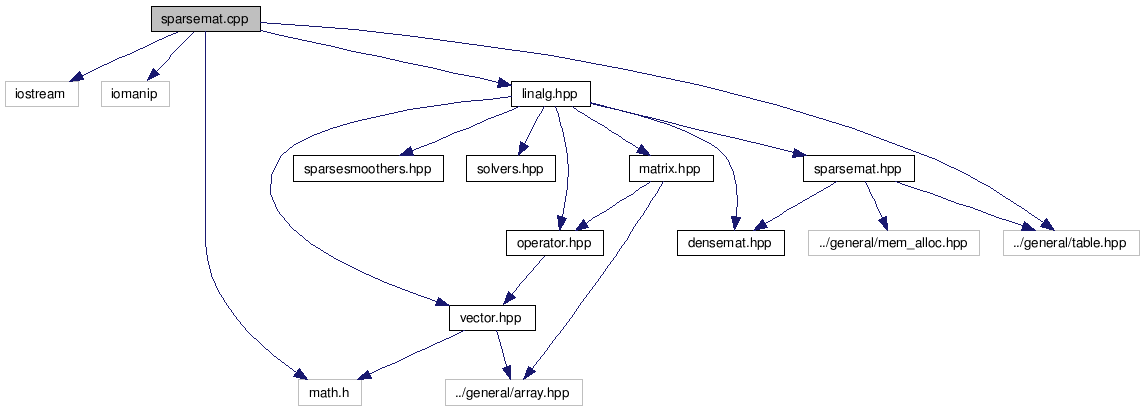 sparsemat.cpp
iostream
iomanip
linalg.hpp
sparsesmoothers.hpp
solvers.hpp
matrix.hpp
sparsemat.hpp
operator.hpp
densemat.hpp
../general/mem_alloc.hpp
../general/table.hpp
vector.hpp
math.h
../general/array.hpp